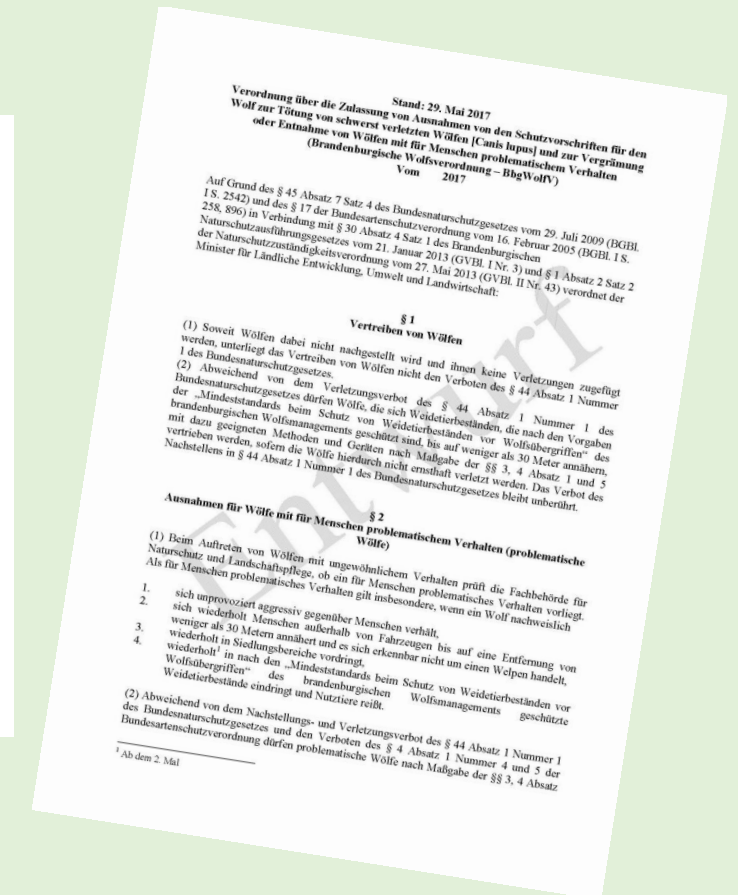 Stand: 29. Mai 2017
Verordnung über die Zulassung von Ausnahmen von den Schutzvorschriften für den
Wolf zur Tötung von schwerst verletzten Wölfen [Canis lupus] und zur Vergrämung
oder Entnahme von Wölfen mit für Menschen problematischem Verhalten
(Brandenburgische Wolfsverordnung – BbgWolfV)
Vom 2017
Auf Grund des § 45 Absatz 7 Satz 4 des Bundesnaturschutzgesetzes vom 29. Juli 2009 (BGBl.
I S. 2542) und des § 17 der Bundesartenschutzverordnung vom 16. Februar 2005 (BGBl. I S.
258, 896) in Verbindung mit § 30 Absatz 4 Satz 1 des Brandenburgischen
Naturschutzausführungsgesetzes vom 21. Januar 2013 (GVBl. I Nr. 3) und § 1 Absatz 2 Satz 2
der Naturschutzzuständigkeitsverordnung vom 27. Mai 2013 (GVBl. II Nr. 43) verordnet der
Minister für Ländliche Entwicklung, Umwelt und Landwirtschaft:
§ 1
Vertreiben von Wölfen
(1) Soweit Wölfen dabei nicht nachgestellt wird und ihnen keine Verletzungen zugefügt
werden, unterliegt das Vertreiben von Wölfen nicht den Verboten des § 44 Absatz 1 Nummer
1 des Bundesnaturschutzgesetzes.
(2) Abweichend von dem Verletzungsverbot des § 44 Absatz 1 Nummer 1 des
Bundesnaturschutzgesetzes dürfen Wölfe, die sich Weidetierbeständen, die nach den Vorgaben
der „Mindeststandards beim Schutz von Weidetierbeständen vor Wolfsübergriffen“ des
brandenburgischen Wolfsmanagements geschützt sind, bis auf weniger als 30 Meter annähern,
mit dazu geeigneten Methoden und Geräten nach Maßgabe der §§ 3, 4 Absatz 1 und 5
vertrieben werden, sofern die Wölfe hierdurch nicht ernsthaft verletzt werden. Das Verbot des
Nachstellens in § 44 Absatz 1 Nummer 1 des Bundesnaturschutzgesetzes bleibt unberührt.
§ 2
Ausnahmen für Wölfe mit für Menschen problematischem Verhalten (problematische
Wölfe)
(1) Beim Auftreten von Wölfen mit ungewöhnlichem Verhalten prüft die Fachbehörde für
Naturschutz und Landschaftspflege, ob ein für Menschen problematisches Verhalten vorliegt.
Als für Menschen problematisches Verhalten gilt insbesondere, wenn ein Wolf nachweislich
1. sich unprovoziert aggressiv gegenüber Menschen verhält,
2. sich wiederholt Menschen außerhalb von Fahrzeugen bis auf eine Entfernung von
weniger als 30 Metern annähert und es sich erkennbar nicht um einen Welpen handelt,
3. wiederholt in Siedlungsbereiche vordringt,
4. wiederholt¹ in nach den „Mindeststandards beim Schutz von Weidetierbeständen vor
Wolfsübergriffen“ des brandenburgischen Wolfsmanagements geschützte
Weidetierbestände eindringt und Nutztiere reißt.
(2) Abweichend von dem Nachstellungs- und Verletzungsverbot des § 44 Absatz 1 Nummer 1
des Bundesnaturschutzgesetzes und den Verboten des § 4 Absatz 1 Nummer 4 und 5 der
Bundesartenschutzverordnung dürfen problematische Wölfe nach Maßgabe der §§ 3, 4 Absatz
¹ Ab dem 2. Mal
Entwurf